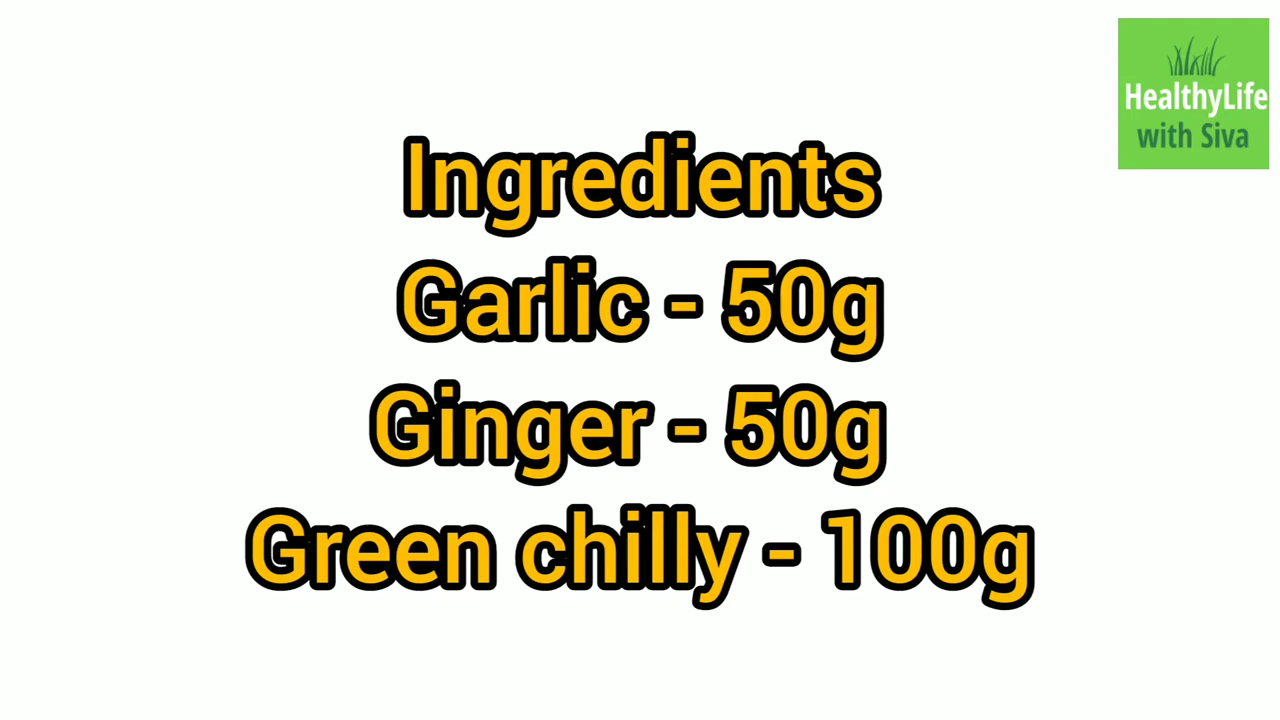 HealthyLife
with Siva
Ingredients
Garlic - 50g
Ginger - 50g
Green chilly - 100g